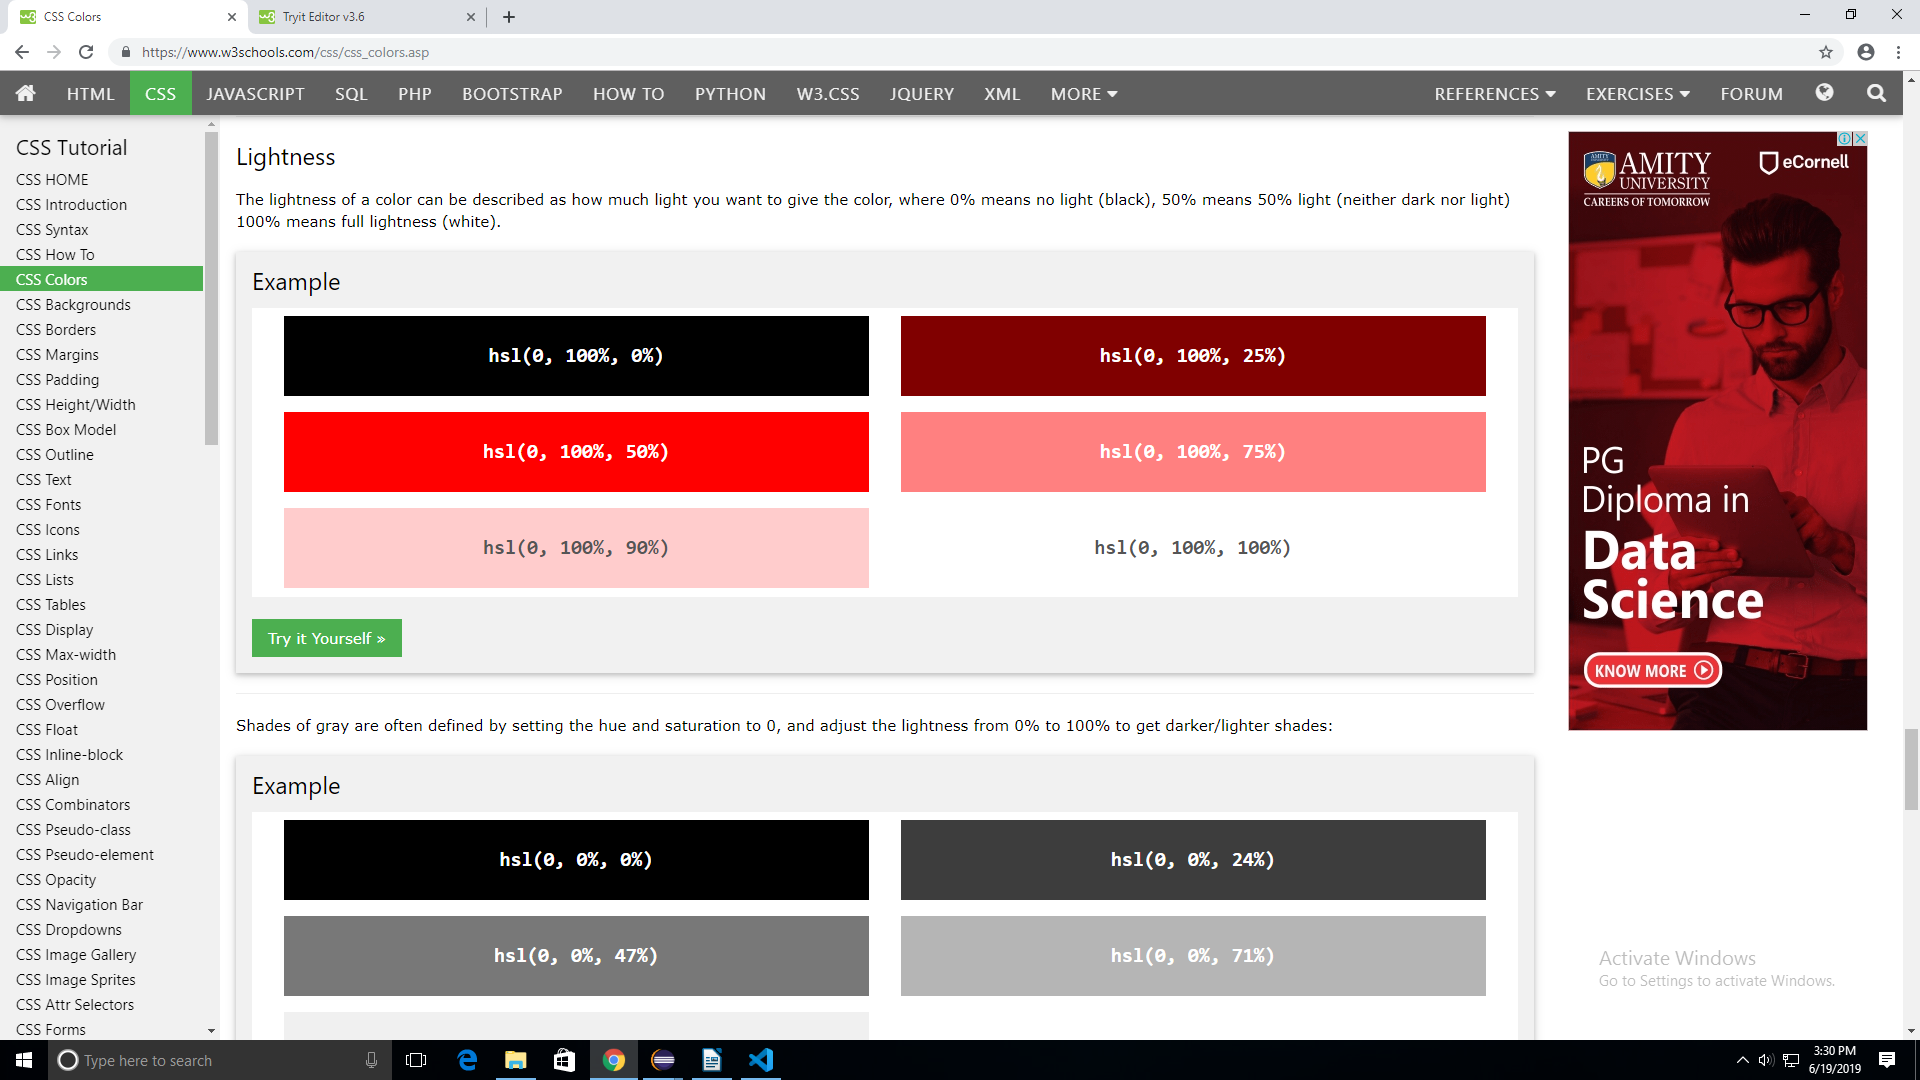 CSS Colors
Tryit Editor v3.6
https://www.w3schools.com/css/css_colors.asp
HTML CSS JAVASCRIPT SQL PHP BOOTSTRAP HOW TO PYTHON W3.CSS JQUERY XML MORE REFERENCES EXERCISES FORUM
CSS Tutorial
CSS HOME
CSS Introduction
CSS Syntax
CSS How To
CSS Colors
CSS Backgrounds
CSS Borders
CSS Margins
CSS Padding
CSS Height/Width
CSS Box Model
CSS Outline
CSS Text
CSS Fonts
CSS Icons
CSS Links
CSS Lists
CSS Tables
CSS Display
CSS Max-width
CSS Position
CSS Overflow
CSS Float
CSS Inline-block
CSS Align
CSS Combinators
CSS Pseudo-class
CSS Pseudo-element
CSS Opacity
CSS Navigation Bar
CSS Dropdowns
CSS Image Gallery
CSS Image Sprites
CSS Attr Selectors
CSS Forms
Lightness
The lightness of a color can be described as how much light you want to give the color, where 0% means no light (black), 50% means 50% light (neither dark nor light)
100% means full lightness (white).
Example
hsl(0, 100%, 0%)
hsl(0, 100%, 25%)
hsl(0, 100%, 50%)
hsl(0, 100%, 75%)
hsl(0, 100%, 90%)
hsl(0, 100%, 100%)
Try it Yourself »
Shades of gray are often defined by setting the hue and saturation to 0, and adjust the lightness from 0% to 100% to get darker/lighter shades:
Example
hsl(0, 0%, 0%)
hsl(0, 0%, 24%)
hsl(0, 0%, 47%)
hsl(0, 0%, 71%)
AMITY
UNIVERSITY
CAREERS OF TOMORROW
eCornell
PG
Diploma in
Data
Science
KNOW MORE
Activate Windows
Go to Settings to activate Windows.
Type here to search
3:30 PM
6/19/2019